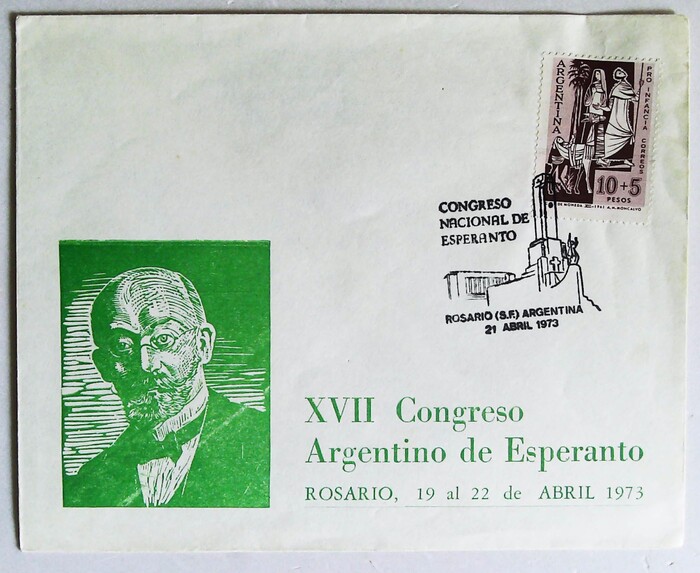 ARGENTINA
PRO INFANCIA CORREOS
10+5
PESOS
A.M. MONCALVO
CONGRESO
NACIONAL DE
ESPERANTO
ROSARIO (S.F.) ARGENTINA
21 ABRIL 1973
XVII Congreso
Argentino de Esperanto
ROSARIO, 19 al 22 de ABRIL 1973